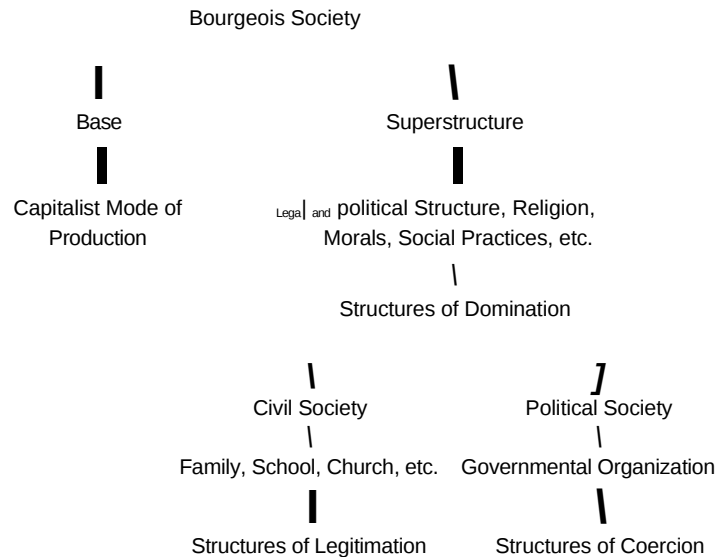 Bourgeois Society
Base Superstructure
Capitalist Mode of Legal and political Structure, Religion,
Production Morals, Social Practices, etc.
Structures of Domination
Civil Society Political Society
Family, School, Church, etc. Governmental Organization
Structures of Legitimation Structures of Coercion